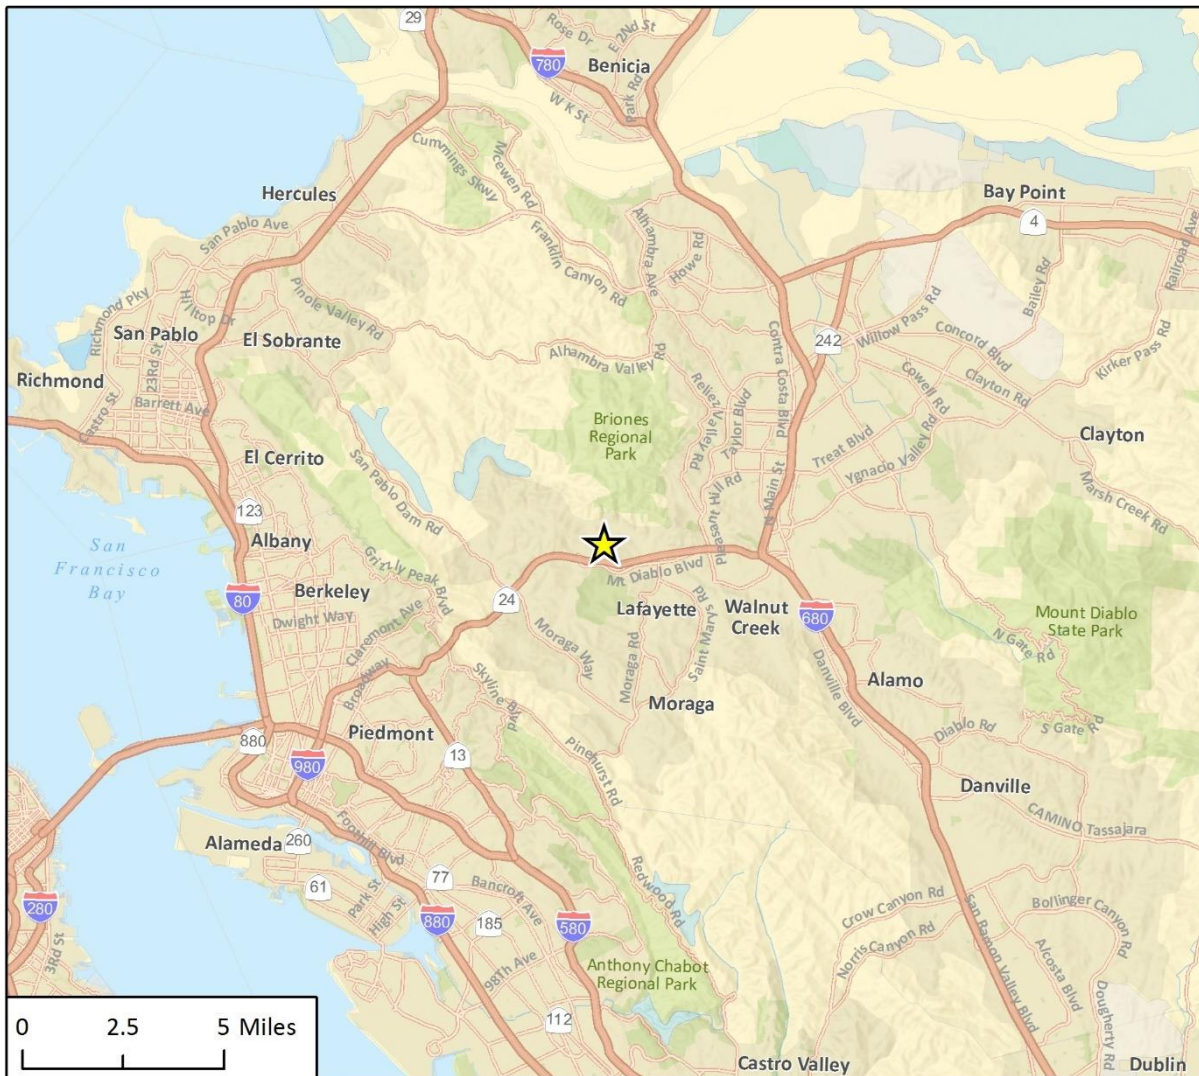 29
Rose Dr
E 2Nd St
780
Benicia
W K St
Park Rd
Cummings Skwy
Mcewen Rd
Hercules
Bay Point
4
San Pablo Ave
Alhambra Ave
Howe Rd
Franklin Canyon Rd
Railroad Ave
Bailey Rd
Richmond Pky
Hilltop Dr
Pinole Valley Rd
San Pablo
El Sobrante
242
Willow Pass Rd
Concord Blvd
Contra Costa Blvd
Alhambra Valley Rd
Kirker Pass Rd
Richmond
23Rd St
Clayton Rd
Cowell Rd
Castro St
Barrett Ave
Reliez Valley Rd
Taylor Blvd
Briones
Regional
Park
Treat Blvd
Clayton
El Cerrito
San Pablo Dam Rd
Ygnacio Valley Rd
N Main St
Pleasant Hill Rd
Marsh Creek Rd
123
Albany
San
Francisco
Bay
Grizzly Peak Blvd
Mt Diablo Blvd
80
Berkeley
24
Lafayette
Walnut
Creek
680
Mount Diablo
State Park
Dwight Way
Claremont Ave
Saint Marys Rd
N Gate Rd
Moraga Way
Moraga Rd
Broadway
Skyline Blvd
Alamo
Danville Blvd
Moraga
Diablo Rd
S Gate Rd
880
Piedmont
13
Pinehurst Rd
980
Danville
CAMINO Tassajara
Foothill Blvd
Alameda
260
77
61
Park St
High St
Bancroft Ave
Redwood Rd
Crow Canyon Rd
Bollinger Canyon Rd
280
880
185
580
Norris Canyon Rd
San Ramon Valley Blvd
Alcosta Blvd
3Rd St
98Th Ave
Anthony Chabot
Regional Park
Dougherty Rd
112
0 2.5 5 Miles
Castro Valley
Dublin